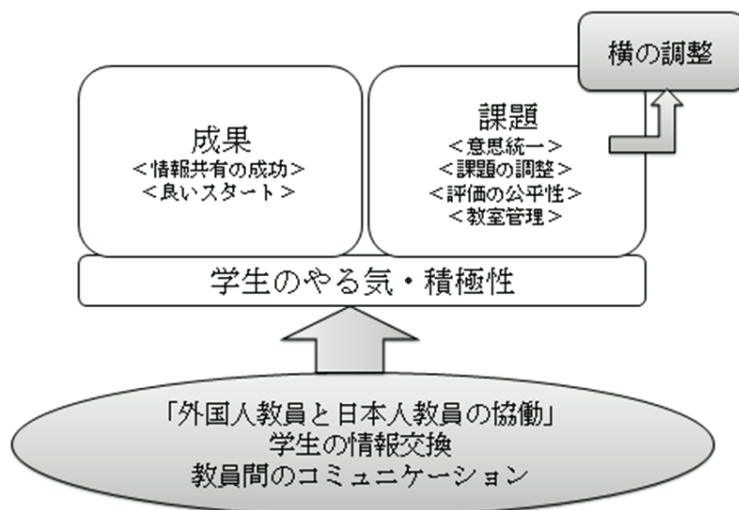 横の調整
成果
＜情報共有の成功＞
＜良いスタート＞
課題
＜意思統一＞
＜課題の調整＞
＜評価の公平性＞
＜教室管理＞
学生のやる気・積極性
「外国人教員と日本人教員の協働」
学生の情報交換
教員間のコミュニケーション